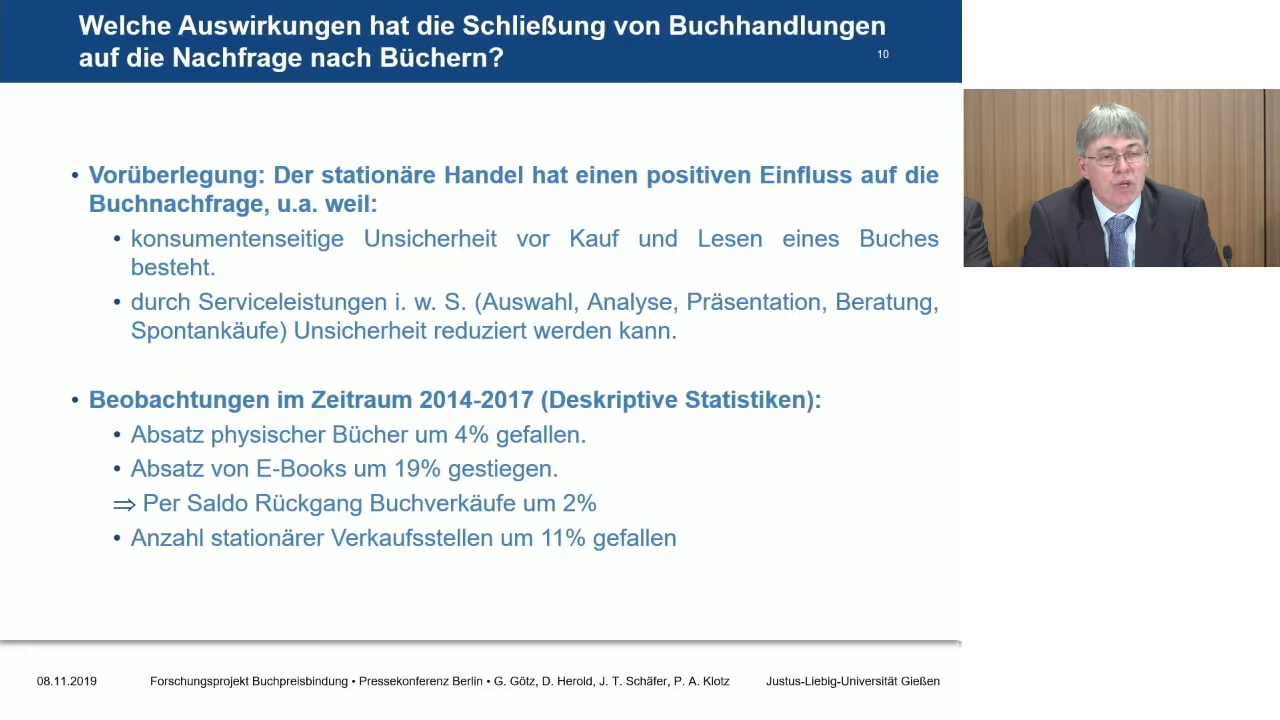 Welche Auswirkungen hat die Schließung von Buchhandlungen
auf die Nachfrage nach Büchern?
10
• Vorüberlegung: Der stationäre Handel hat einen positiven Einfluss auf die
Buchnachfrage, u.a. weil:
• konsumentenseitige Unsicherheit vor Kauf und Lesen eines Buches
besteht.
• durch Serviceleistungen i. w. S. (Auswahl, Analyse, Präsentation, Beratung,
Spontankäufe) Unsicherheit reduziert werden kann.
• Beobachtungen im Zeitraum 2014-2017 (Deskriptive Statistiken):
• Absatz physischer Bücher um 4% gefallen.
• Absatz von E-Books um 19% gestiegen.
⇒ Per Saldo Rückgang Buchverkäufe um 2%
• Anzahl stationärer Verkaufsstellen um 11% gefallen
08.11.2019 Forschungsprojekt Buchpreisbindung • Pressekonferenz Berlin • G. Götz, D. Herold, J. T. Schäfer, P. A. Klotz Justus-Liebig-Universität Gießen